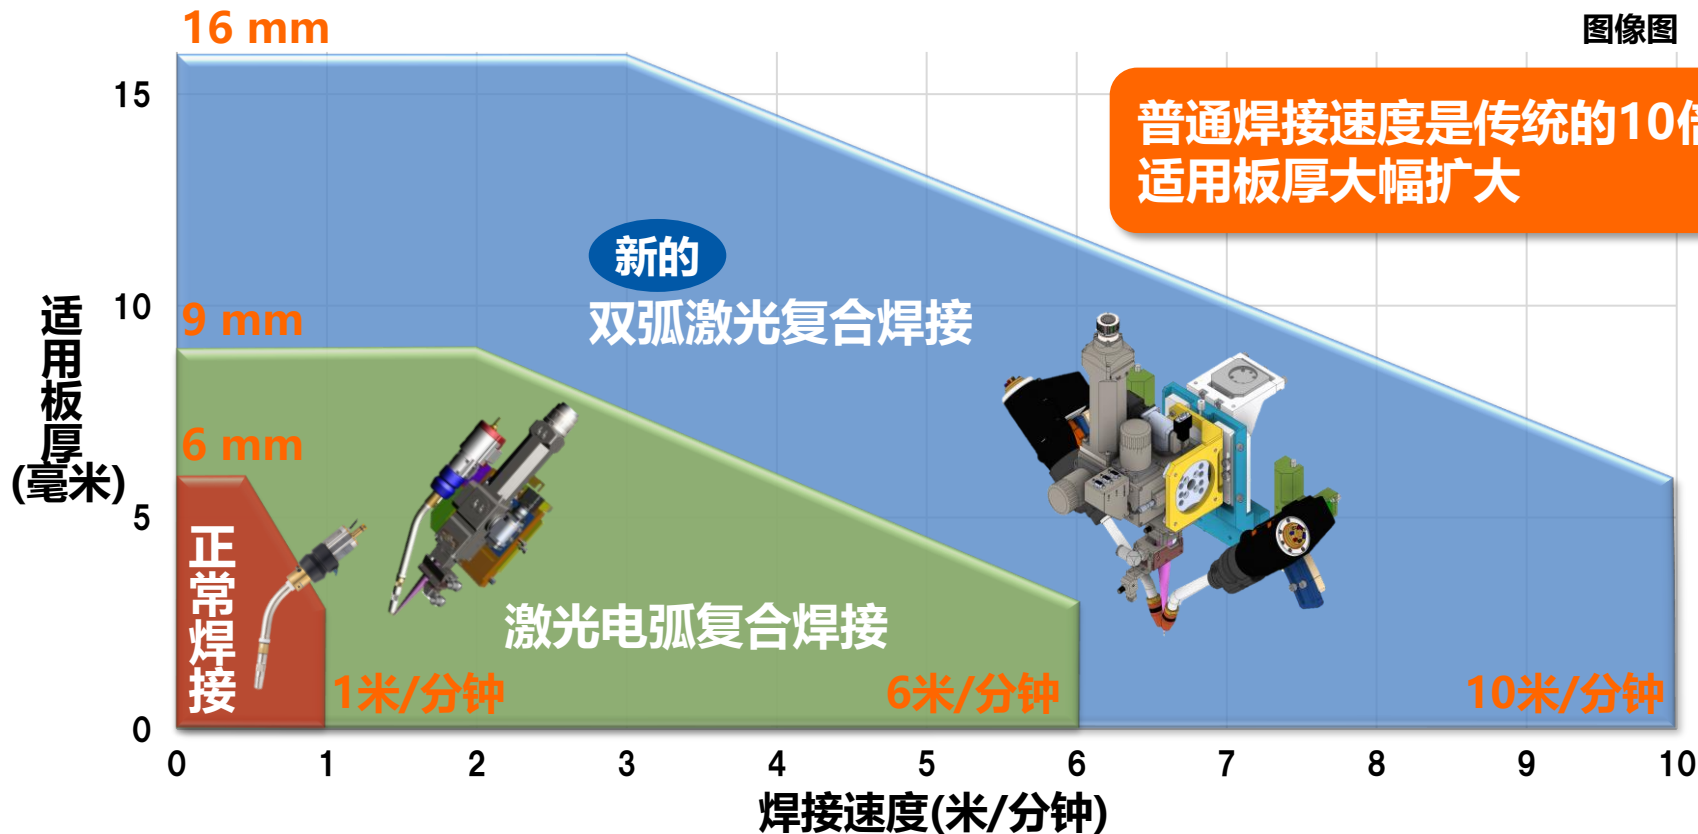 16 mm
图像图
普通焊接速度是传统的10倍
适用板厚大幅扩大
15
新的
双弧激光复合焊接
10
9 mm
适用板厚
(毫米)
6 mm
5
正常焊接
激光电弧复合焊接
1米/分钟
6米/分钟
10米/分钟
0
0 1 2 3 4 5 6 7 8 9 10
焊接速度(米/分钟)